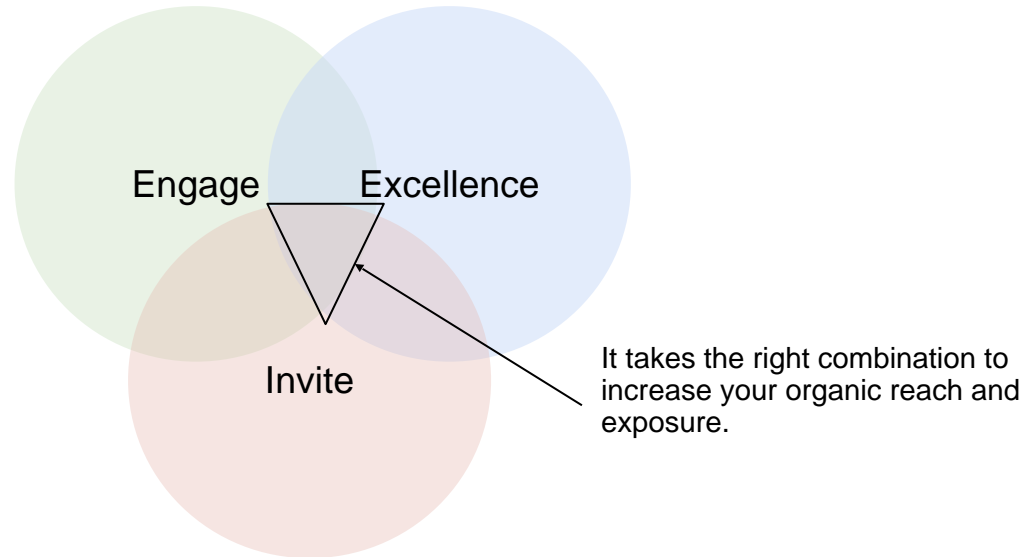 Engage
Excellence
Invite
It takes the right combination to
increase your organic reach and
exposure.